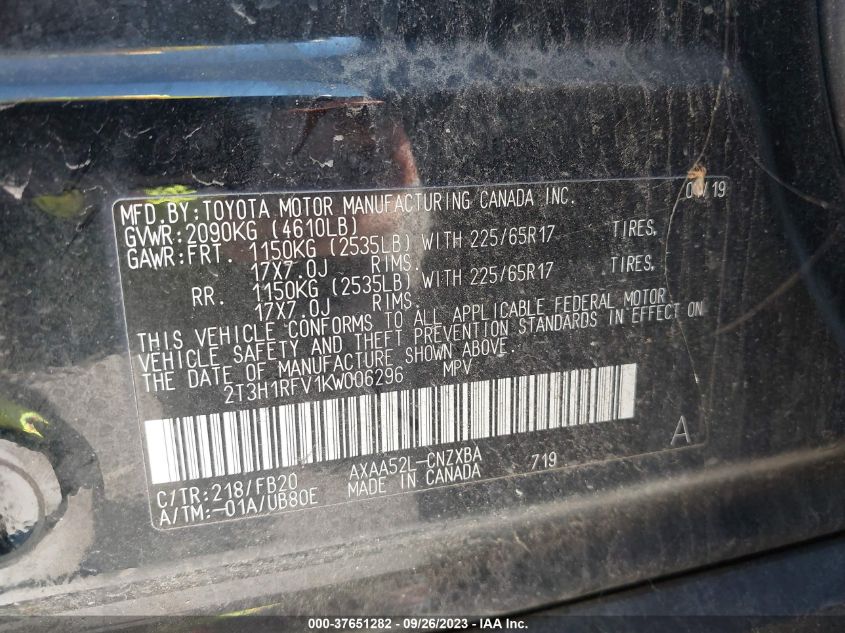 MFD.BY:TOYOTA MOTOR MANUFACTURING CANADA INC. /19
GVWR:2090KG (4610LB)
GAWR:FRT. 1150KG (2535LB) WITH 225/65R17 TIRES,
17X7.0J RIMS.
RR. 1150KG (2535LB) WITH 225/65R17 TIRES,
17X7.0J RIMS.
THIS VEHICLE CONFORMS TO ALL APPLICABLE FEDERAL MOTOR
VEHICLE SAFETY AND THEFT PREVENTION STANDARDS IN EFFECT ON
THE DATE OF MANUFACTURE SHOWN ABOVE.
2T3H1RFV1KW006296 MPV
C/TR:218/FB20 AXAA52L-CNZXBA 719
A/TM:-01A/UB80E MADE IN CANADA A
000-37651282 - 09/26/2023 - IAA Inc.